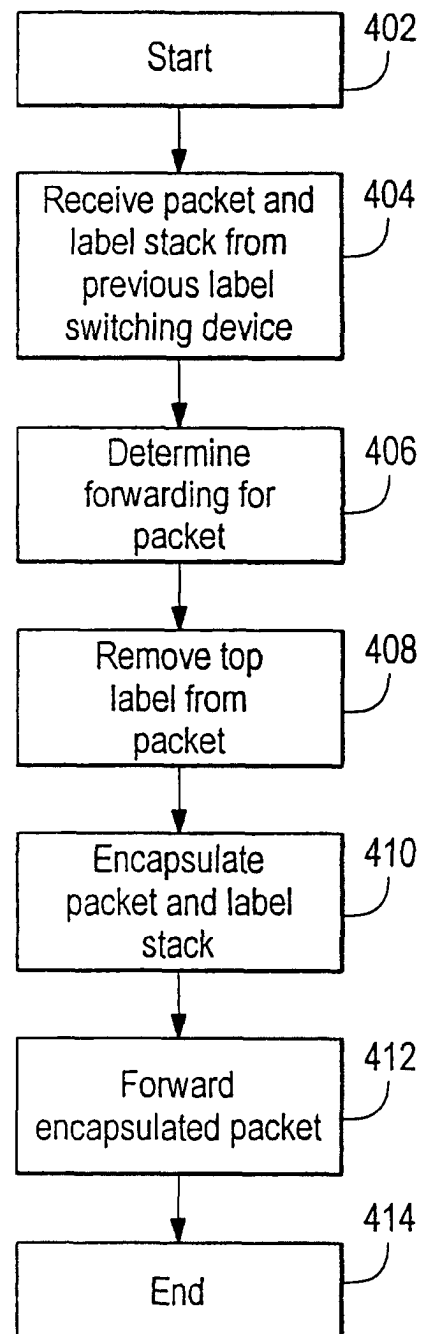 402
Start
404
Receive packet and
label stack from
previous label
switching device
406
Determine
forwarding for
packet
408
Remove top
label from
packet
410
Encapsulate
packet and label
stack
412
Forward
encapsulated packet
414
End